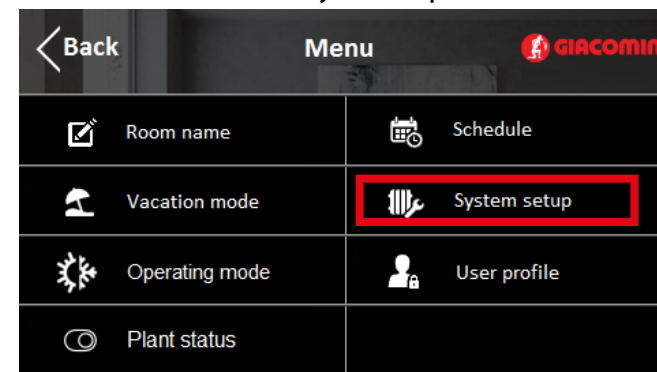 Back Menu GIACOMIN
Room name Schedule
Vacation mode System setup
Operating mode User profile
Plant status